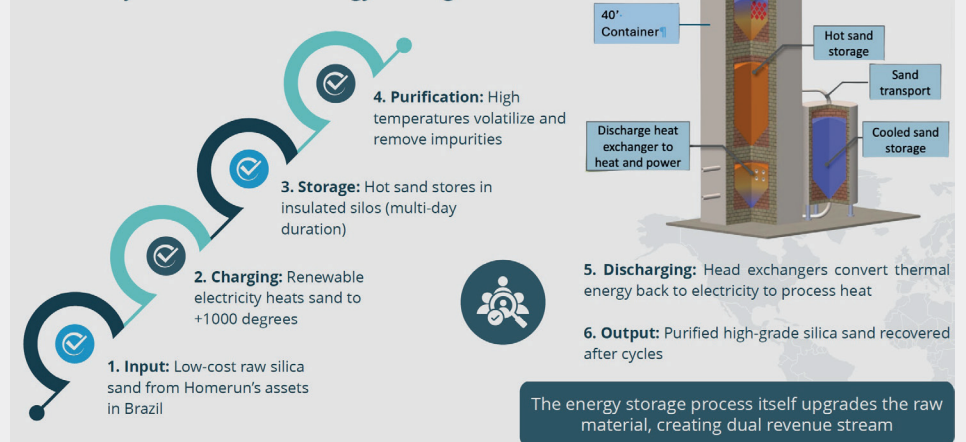 40'
Container¶
Hot sand
storage
Sand
transport
Discharge heat
exchanger to
heat and power
Cooled sand
storage
4. Purification: High
temperatures volatilize and
remove impurities
3. Storage: Hot sand stores in
insulated silos (multi-day
duration)
2. Charging: Renewable
electricity heats sand to
+1000 degrees
1. Input: Low-cost raw silica
sand from Homerun's assets
in Brazil
5. Discharging: Head exchangers convert thermal
energy back to electricity to process heat
6. Output: Purified high-grade silica sand recovered
after cycles
The energy storage process itself upgrades the raw
material, creating dual revenue stream